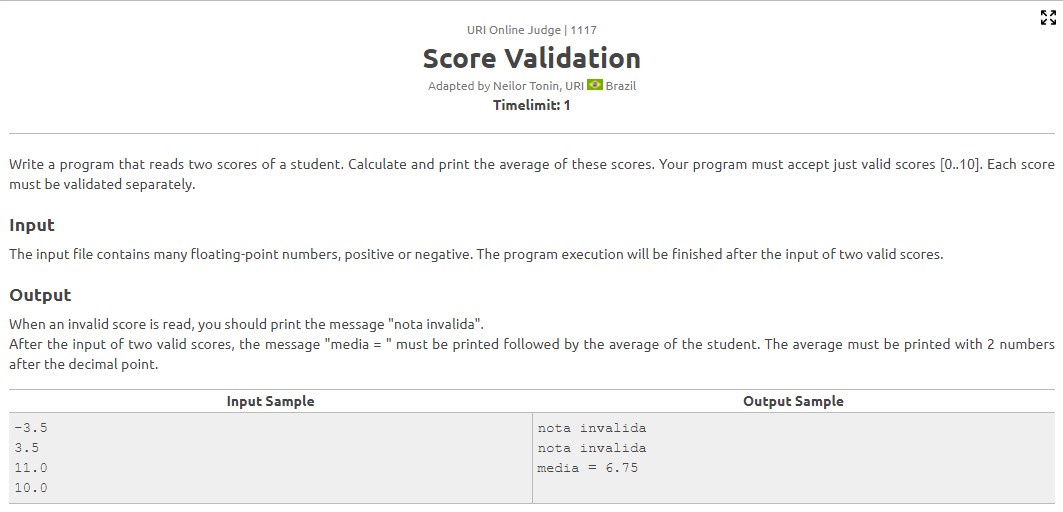 URI Online Judge | 1117
Score Validation
Adapted by Neilor Tonin, URI Brazil
Timelimit: 1
Write a program that reads two scores of a student. Calculate and print the average of these scores. Your program must accept just valid scores [0..10]. Each score
must be validated separately.
Input
The input file contains many floating-point numbers, positive or negative. The program execution will be finished after the input of two valid scores.
Output
When an invalid score is read, you should print the message "nota invalida".
After the input of two valid scores, the message "media = " must be printed followed by the average of the student. The average must be printed with 2 numbers
after the decimal point.
Input Sample
Output Sample
-3.5
3.5
11.0
10.0
nota invalida
nota invalida
media = 6.75